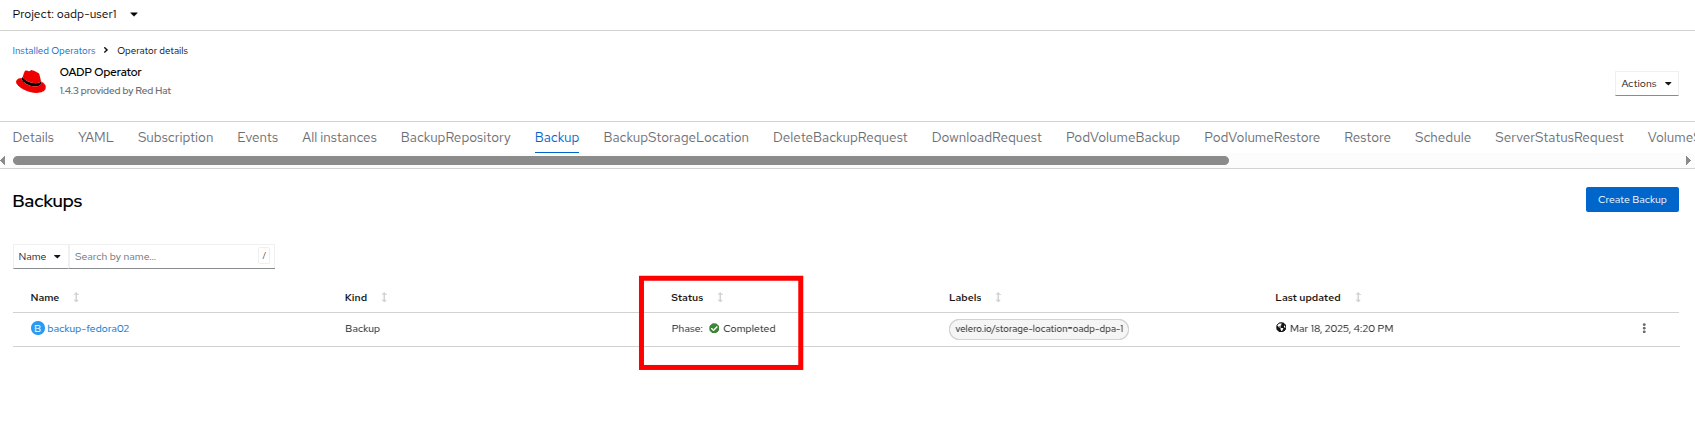 Project: oadp-user1
Installed Operators > Operator details
OADP Operator
1.4.3 provided by Red Hat
Actions
Details YAML Subscription Events All instances BackupRepository Backup BackupStorageLocation DeleteBackupRequest DownloadRequest PodVolumeBackup PodVolumeRestore Restore Schedule ServerStatusRequest
Backups
Create Backup
Name Search by name... /
Name Kind Status Labels Last updated
B backup-fedora02 Backup Phase: Completed velero.io/storage-location=oadp-dpa-1 Mar 18, 2025, 4:20 PM